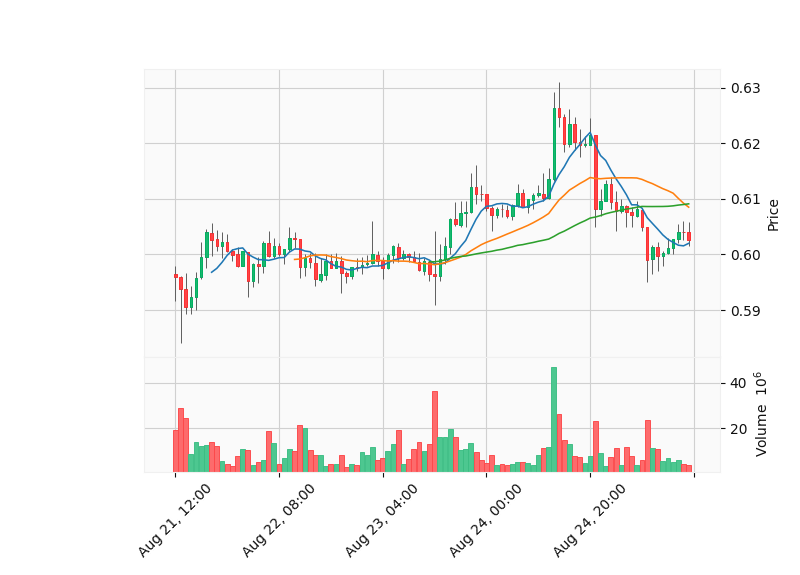 0.63
0.62
0.61
0.60
0.59
Price
40
20
Volume 10^6
Aug 21, 12:00
Aug 22, 08:00
Aug 23, 04:00
Aug 24, 00:00
Aug 24, 20:00